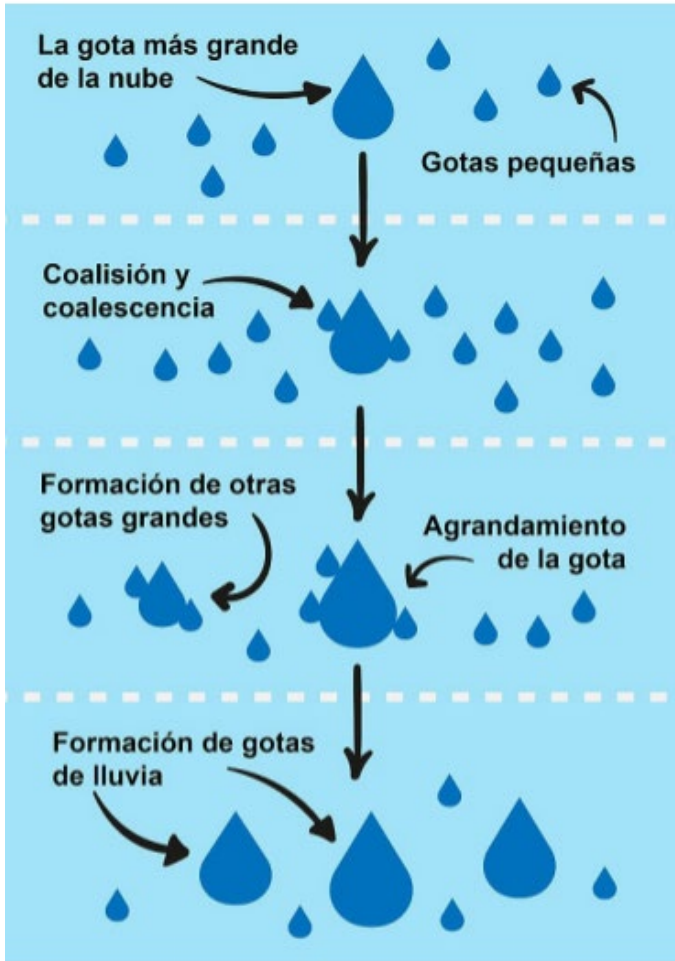 La gota más grande
de la nube
Gotas pequeñas
Coalisión y
coalescencia
Formación de otras
gotas grandes
Agrandamiento
de la gota
Formación de gotas
de lluvia